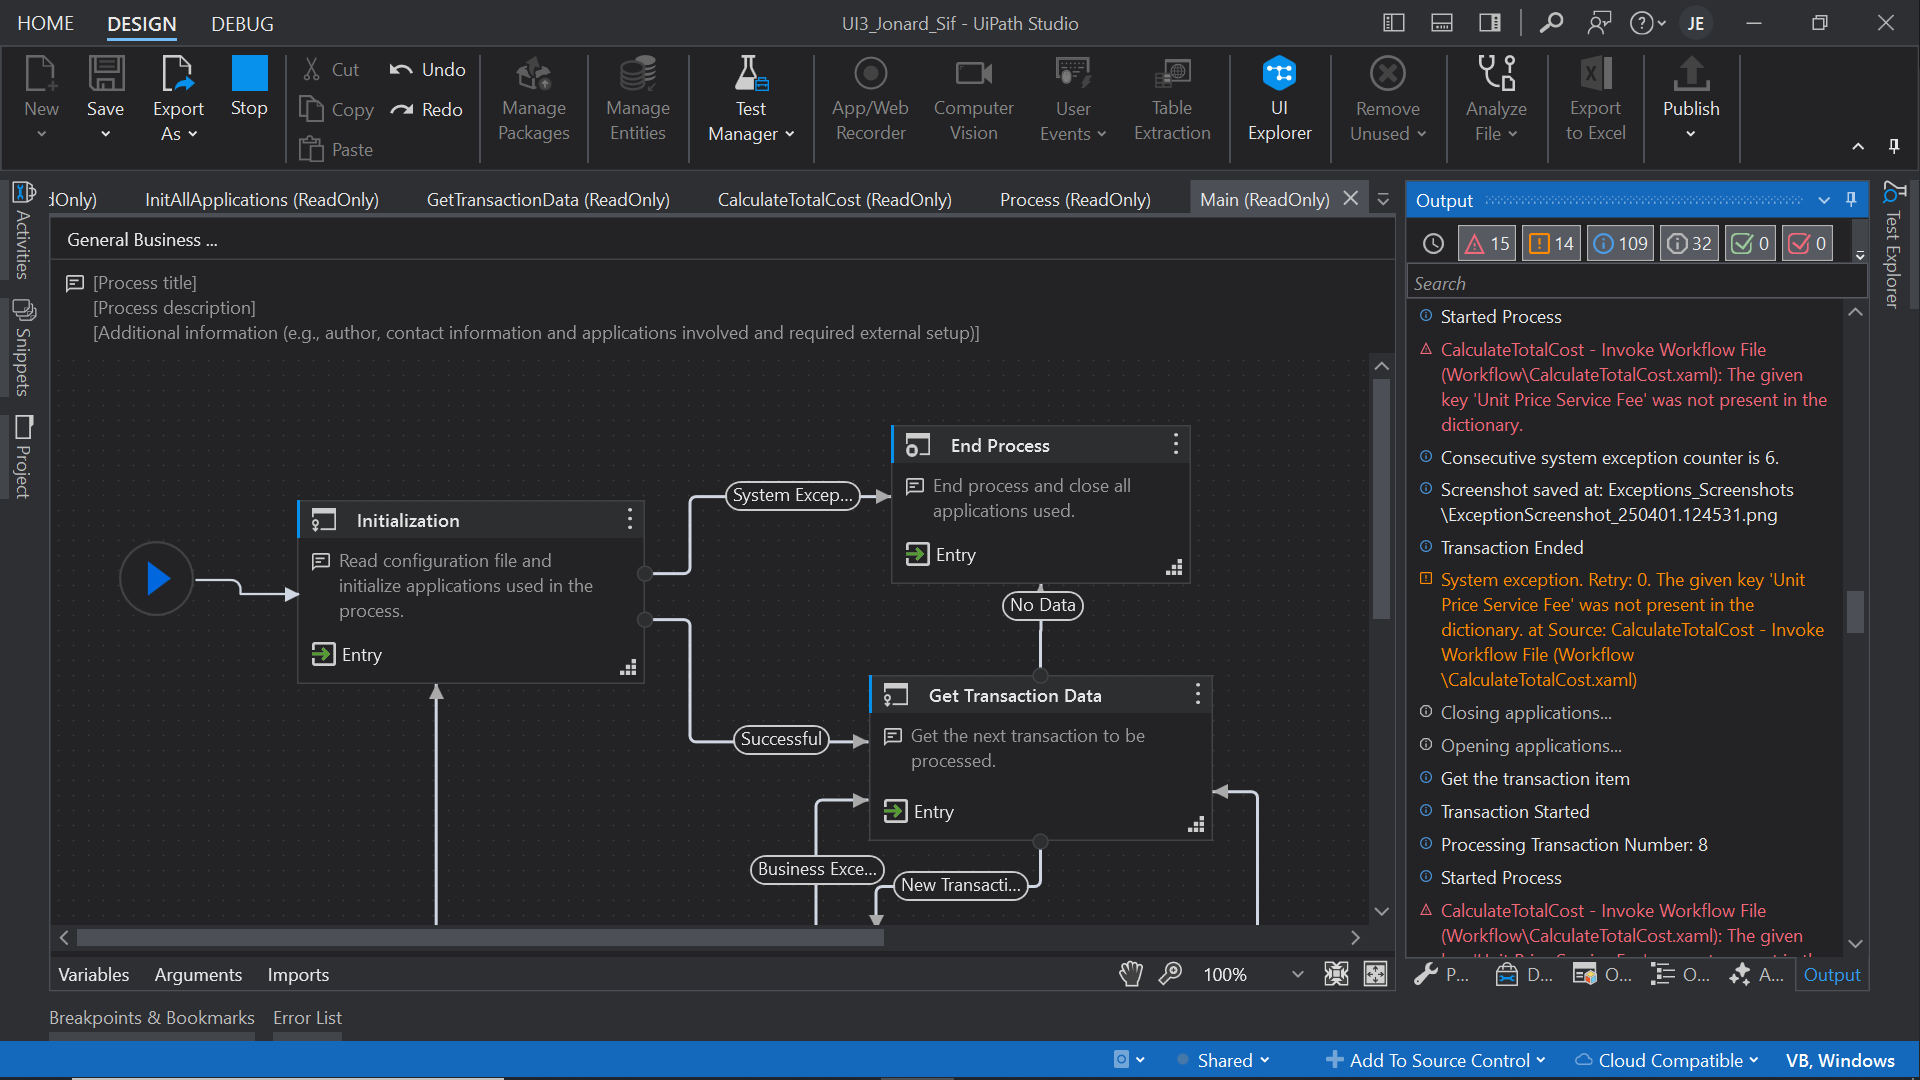 HOME DESIGN DEBUG
UI3_Jonard_Sif - UiPath Studio
JE
New
Save
Export As
Stop
Cut
Copy
Paste
Undo
Redo
Manage Packages
Manage Entities
Test Manager
App/Web Recorder
Computer Vision
User Events
Table Extraction
UI Explorer
Remove Unused
Analyze File
Export to Excel
Publish
Activities
Snippets
Project
dOnly)
InitAllApplications (ReadOnly)
GetTransactionData (ReadOnly)
CalculateTotalCost (ReadOnly)
Process (ReadOnly)
Main (ReadOnly)
General Business ...
[Process title]
[Process description]
[Additional information (e.g., author, contact information and applications involved and required external setup)]
Initialization
Read configuration file and
initialize applications used in the
process.
Entry
System Excep...
Successful
End Process
End process and close all
applications used.
Entry
No Data
Get Transaction Data
Get the next transaction to be
processed.
Entry
Business Exce...
New Transacti...
Variables Arguments Imports
100%
Output
15 14 109 32 0 0
Search
Started Process
CalculateTotalCost - Invoke Workflow File
(Workflow\CalculateTotalCost.xaml): The given
key 'Unit Price Service Fee' was not present in the
dictionary.
Consecutive system exception counter is 6.
Screenshot saved at: Exceptions_Screenshots
\ExceptionScreenshot_250401.124531.png
Transaction Ended
System exception. Retry: 0. The given key 'Unit
Price Service Fee' was not present in the
dictionary. at Source: CalculateTotalCost - Invoke
Workflow File (Workflow
\CalculateTotalCost.xaml)
Closing applications...
Opening applications...
Get the transaction item
Transaction Started
Processing Transaction Number: 8
Started Process
CalculateTotalCost - Invoke Workflow File
(Workflow\CalculateTotalCost.xaml): The given
P... D... O... O... A... Output
Test Explorer
Breakpoints & Bookmarks Error List
Shared
Add To Source Control
Cloud Compatible
VB, Windows